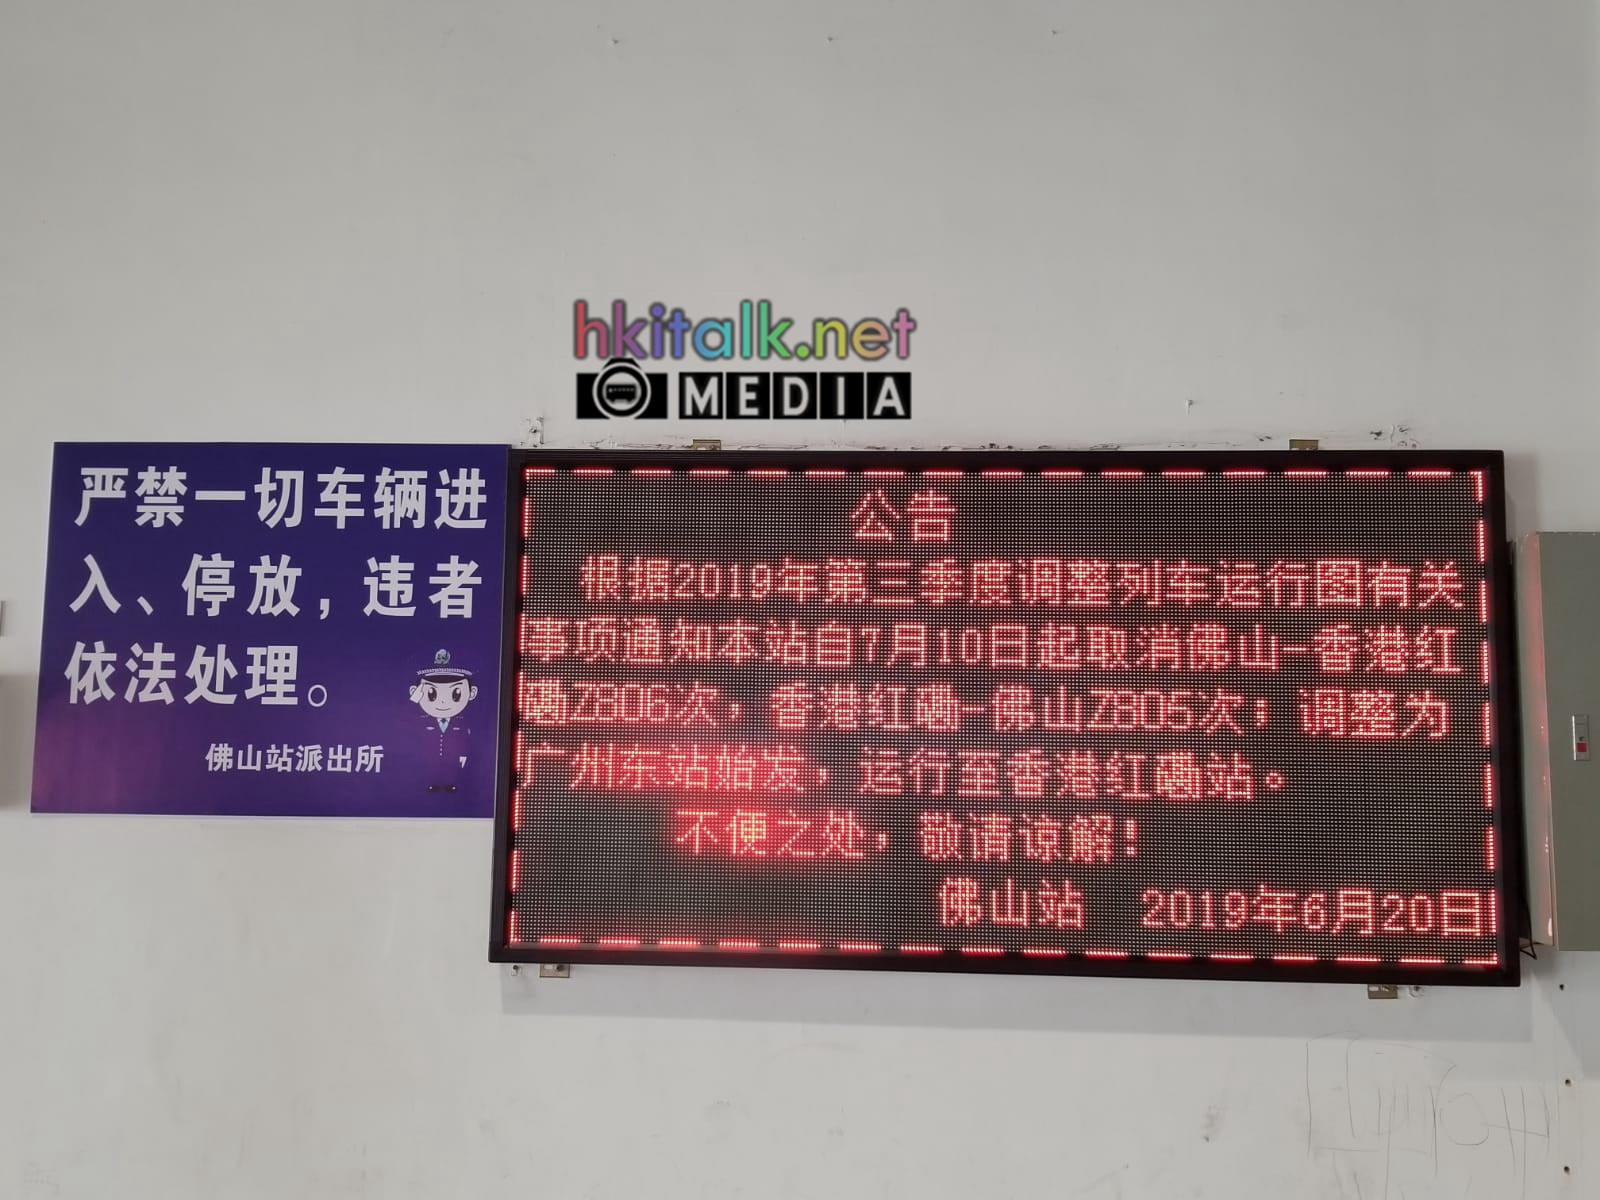 hkitalk.net
MEDIA
严禁一切车辆进
入、停放，违者
依法处理。
佛山站派出所
公告
根据2019年第三季度调整列车运行图有关
事项通知本站自7月10日起取消佛山-香港红
磡Z806次，香港红磡-佛山Z805次；调整为
广州东站始发，运行至香港红磡站。
不便之处，敬请谅解！
佛山站 2019年6月20日